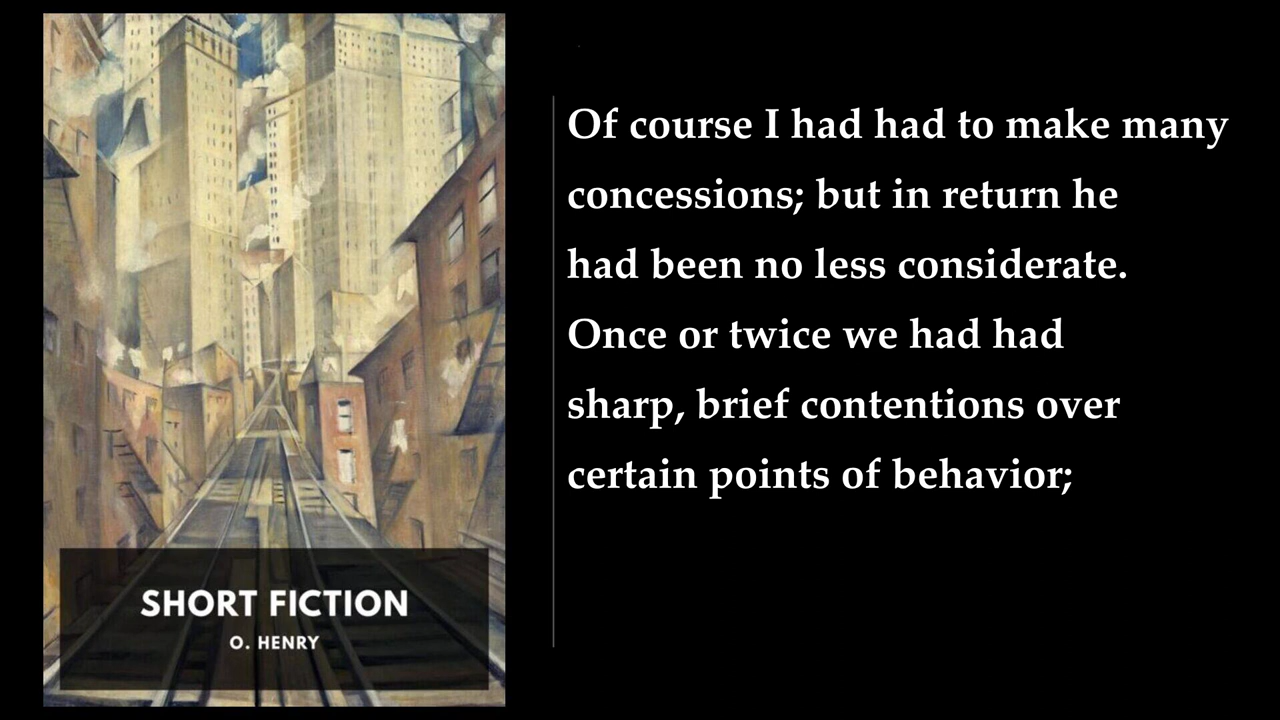 Of course I had had to make many
concessions; but in return he
had been no less considerate.
Once or twice we had had
sharp, brief contentions over
certain points of behavior;
SHORT FICTION
O. HENRY